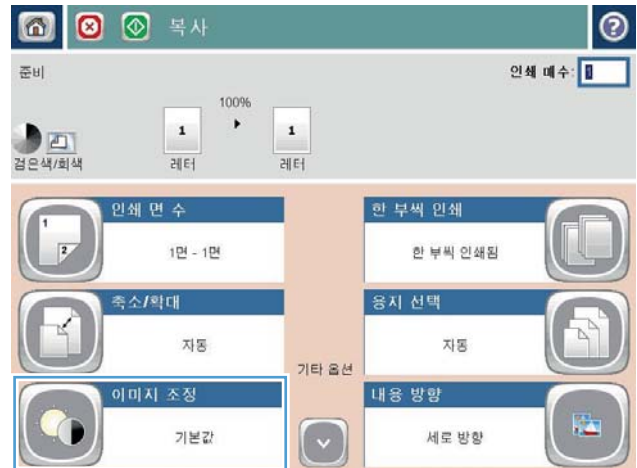 복사
준비
인쇄 매수: 1
100%
1
1
검은색/회색
레터
레터
인쇄 면 수
1
2
1면 - 1면
한 부씩 인쇄
한 부씩 인쇄됨
축소/확대
자동
용지 선택
자동
기타 옵션
이미지 조정
기본값
내용 방향
세로 방향